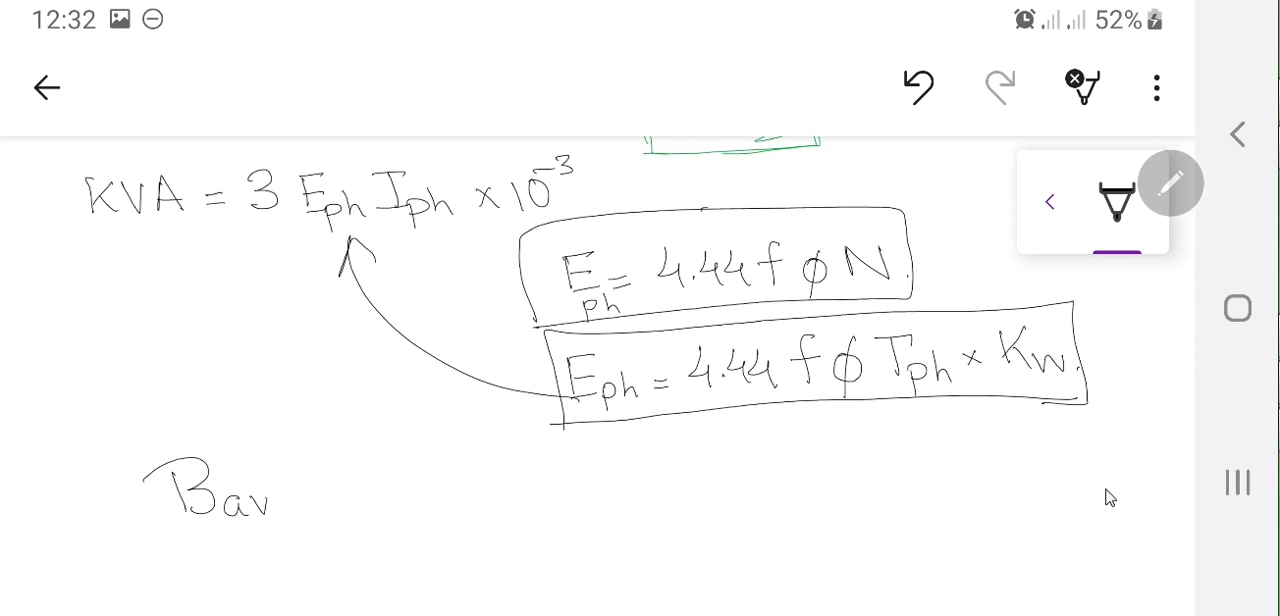 12:32 52%
KVA = 3 Eph Iph × 10⁻³
Eph = 4.44 f ϕ N.
Eph = 4.44 f ϕ Tph × Kw.
Bav